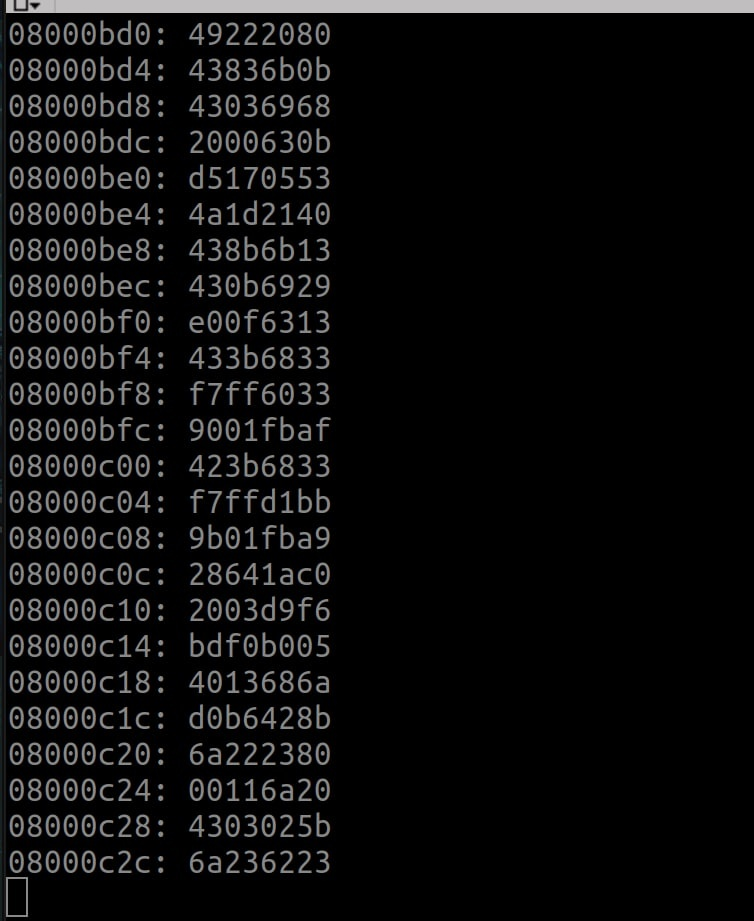 08000bd0: 49222080
08000bd4: 43836b0b
08000bd8: 43036968
08000bdc: 2000630b
08000be0: d5170553
08000be4: 4a1d2140
08000be8: 438b6b13
08000bec: 430b6929
08000bf0: e00f6313
08000bf4: 433b6833
08000bf8: f7ff6033
08000bfc: 9001fbaf
08000c00: 423b6833
08000c04: f7ffd1bb
08000c08: 9b01fba9
08000c0c: 28641ac0
08000c10: 2003d9f6
08000c14: bdf0b005
08000c18: 4013686a
08000c1c: d0b6428b
08000c20: 6a222380
08000c24: 00116a20
08000c28: 4303025b
08000c2c: 6a236223